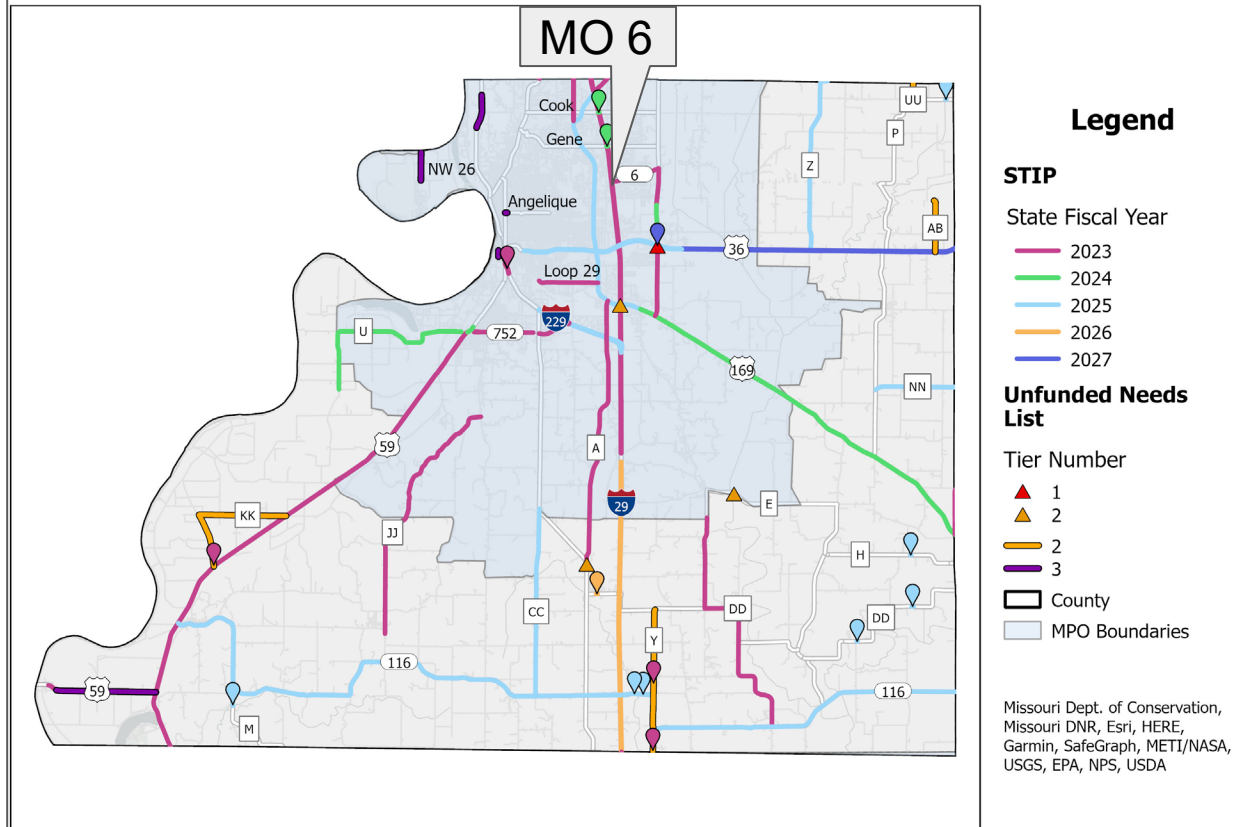 MO 6
Cook
Gene
NW 26
Angelique
6
Z
UU
P
AB
36
Loop 29
229
752
U
169
NN
59
A
29
E
KK
JJ
H
CC
DD
DD
Y
116
116
59
M
Legend
STIP
State Fiscal Year
2023
2024
2025
2026
2027
Unfunded Needs
List
Tier Number
1
2
2
3
County
MPO Boundaries
Missouri Dept. of Conservation,
Missouri DNR, Esri, HERE,
Garmin, SafeGraph, METI/NASA,
USGS, EPA, NPS, USDA